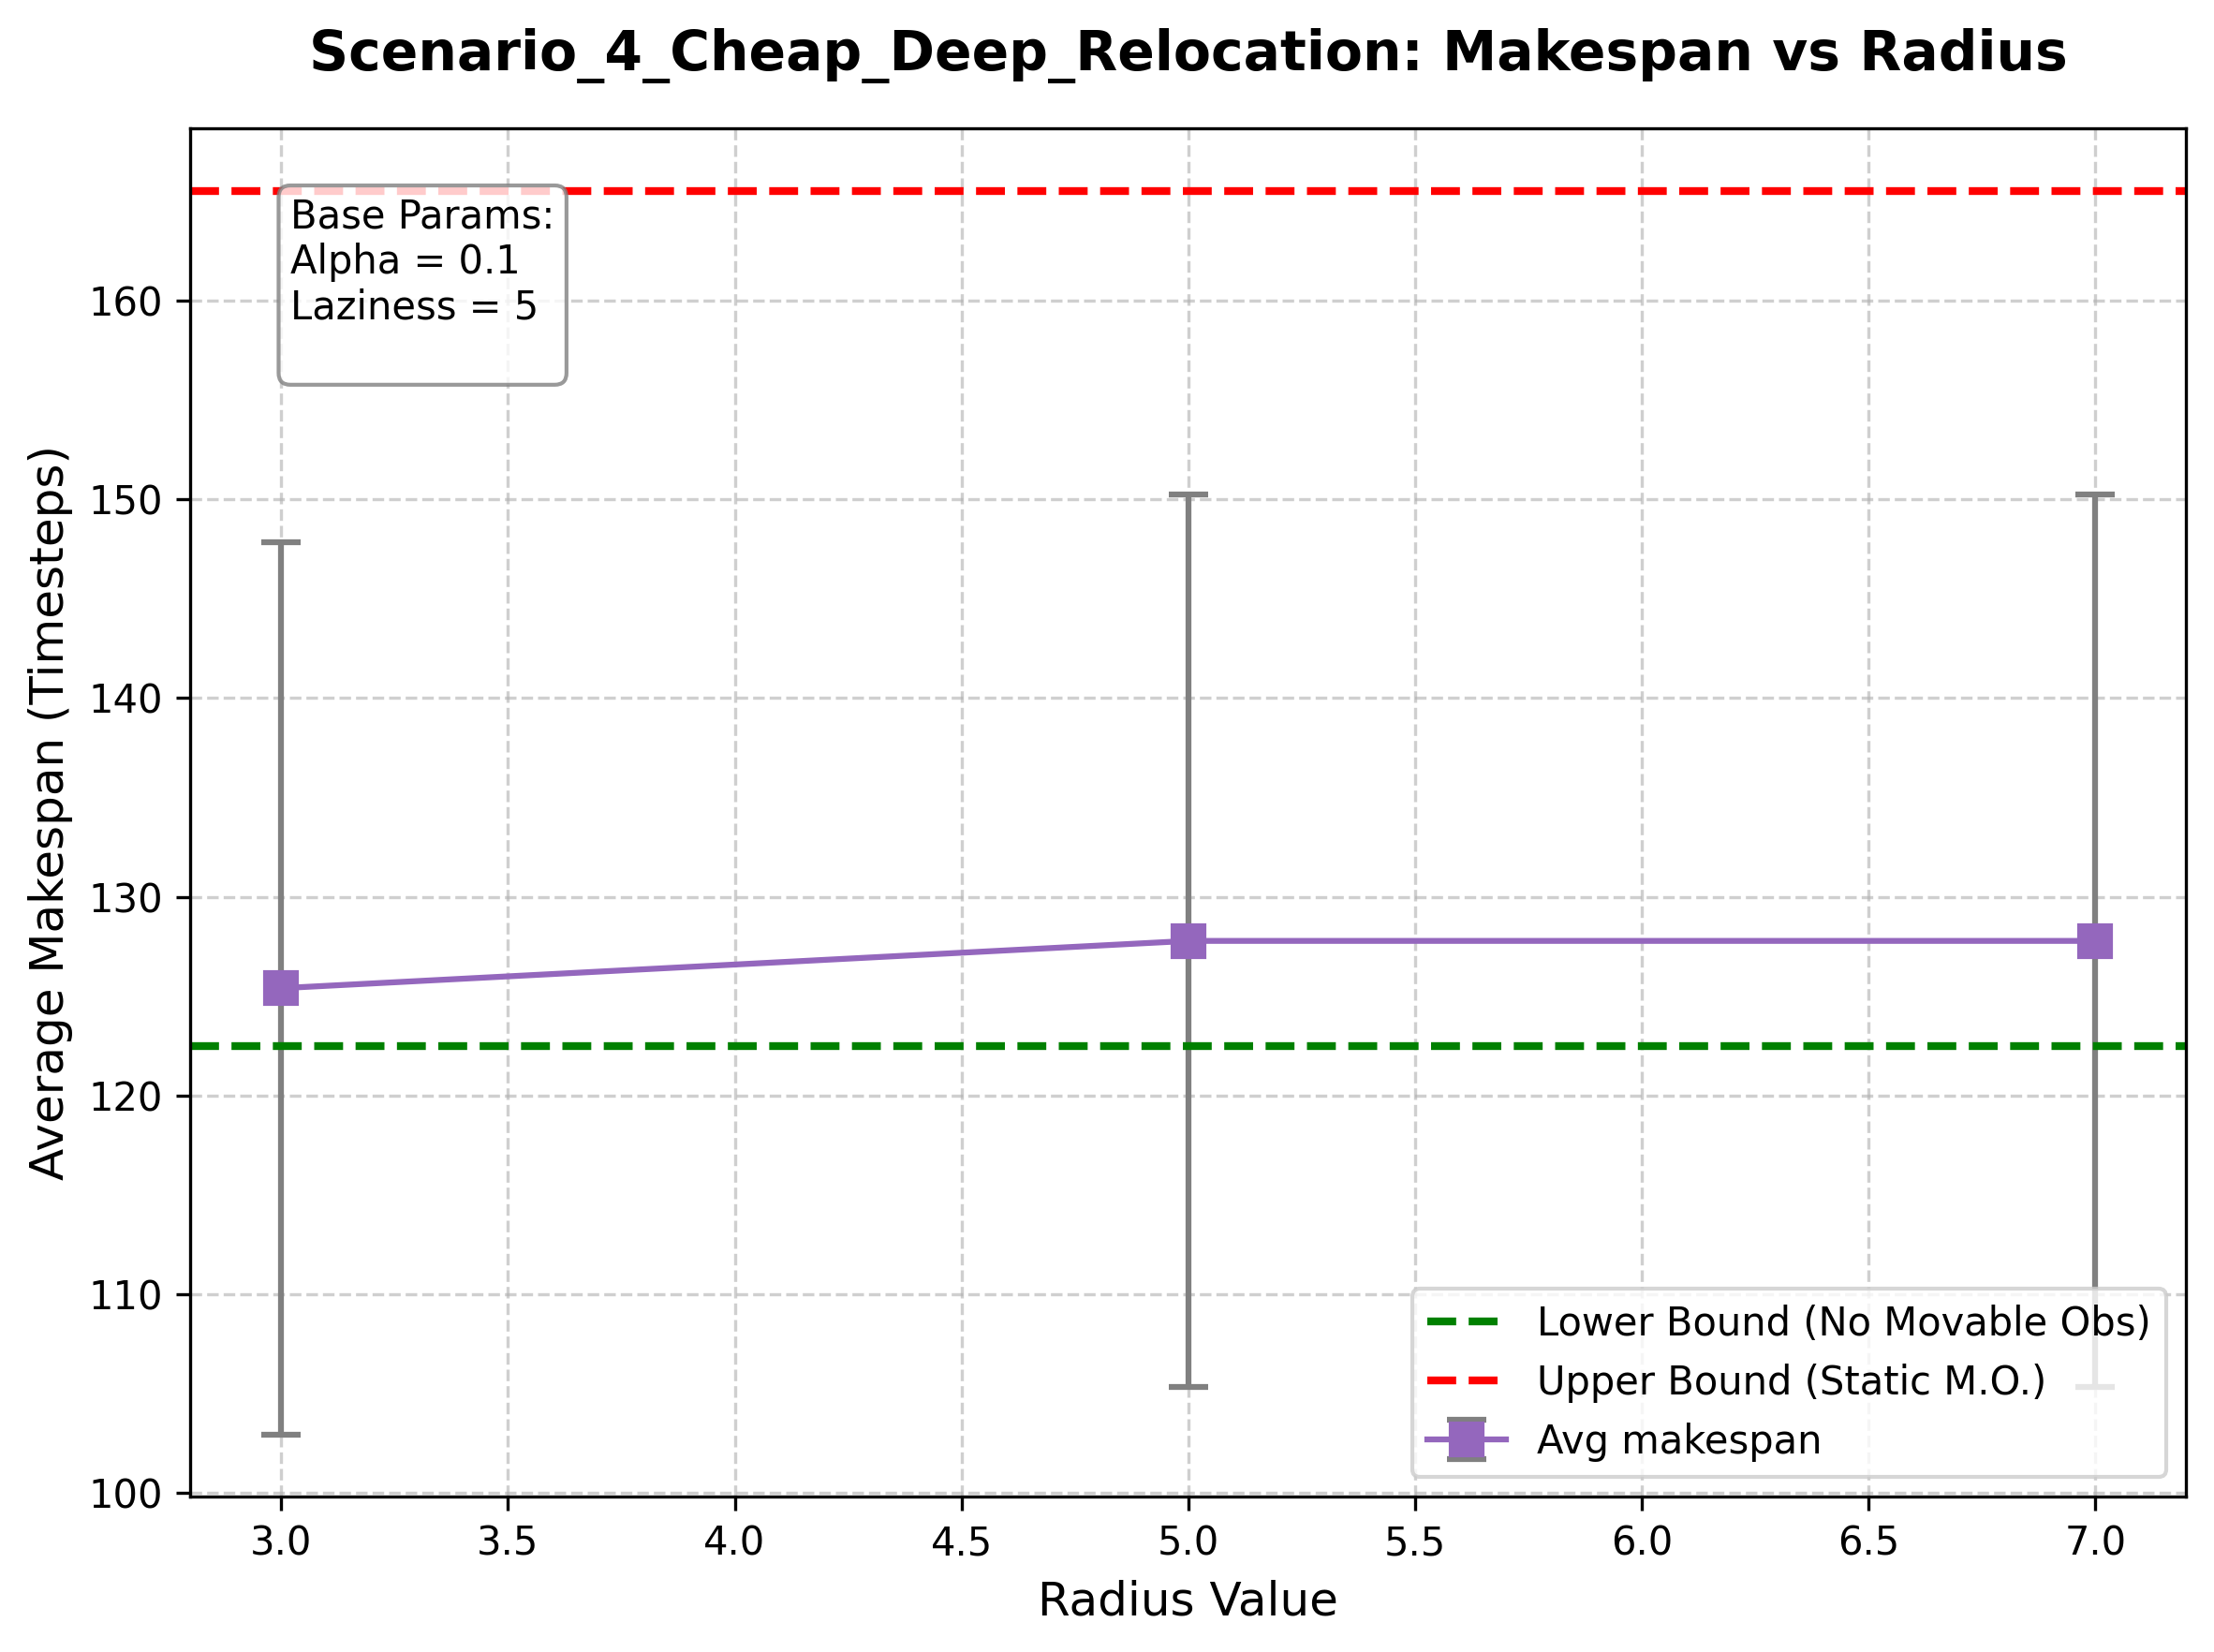 Scenario_4_Cheap_Deep_Relocation: Makespan vs Radius
Base Params:
Alpha = 0.1
Laziness = 5
Average Makespan (Timesteps)
160
150
140
130
120
110
100
Lower Bound (No Movable Obs)
Upper Bound (Static M.O.)
Avg makespan
3.0 3.5 4.0 4.5 5.0 5.5 6.0 6.5 7.0
Radius Value